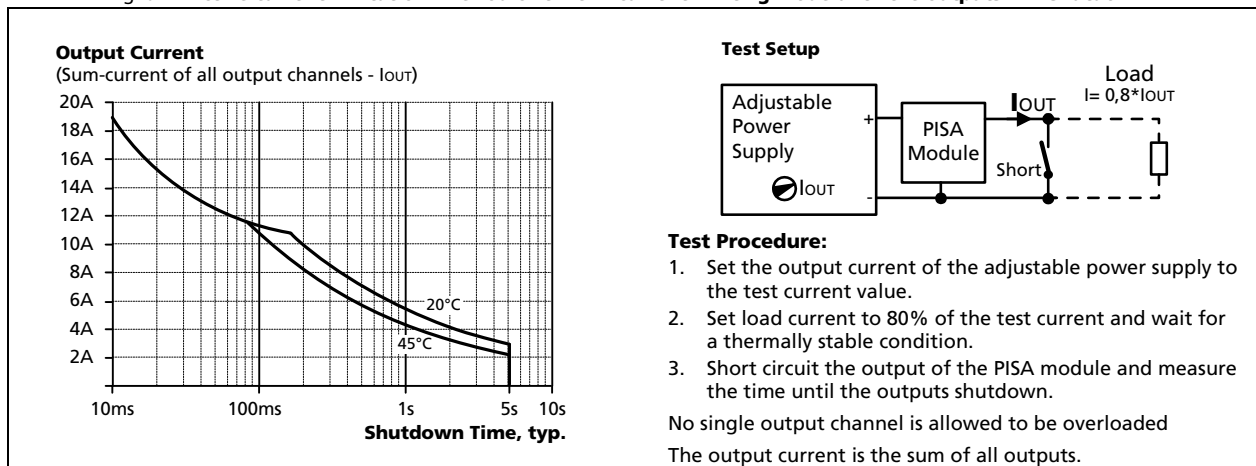 Output Current
(Sum-current of all output channels - IOUT)
20A
18A
16A
14A
12A
10A
8A
6A
4A
2A
20°C
45°C
10ms
100ms
1s
5s
10s
Shutdown Time, typ.
Test Setup
Adjustable
Power
Supply
IOUT
+
-
PISA
Module
IOUT
Short
Load
I= 0,8*IOUT
Test Procedure:
1. Set the output current of the adjustable power supply to
the test current value.
2. Set load current to 80% of the test current and wait for
a thermally stable condition.
3. Short circuit the output of the PISA module and measure
the time until the outputs shutdown.
No single output channel is allowed to be overloaded
The output current is the sum of all outputs.